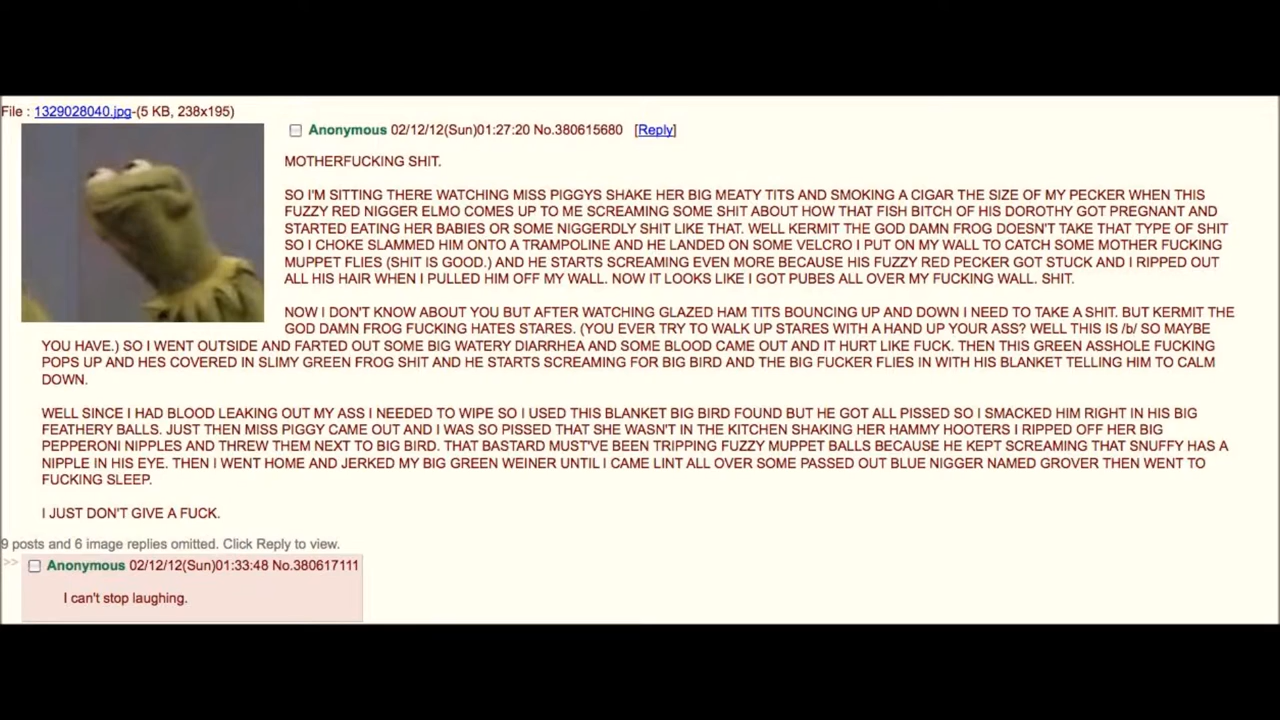 File : 1329028040.jpg-(5 KB, 238x195)
Anonymous 02/12/12(Sun)01:27:20 No.380615680 [Reply]
MOTHERFUCKING SHIT.
SO I'M SITTING THERE WATCHING MISS PIGGYS SHAKE HER BIG MEATY TITS AND SMOKING A CIGAR THE SIZE OF MY PECKER WHEN THIS
FUZZY RED NIGGER ELMO COMES UP TO ME SCREAMING SOME SHIT ABOUT HOW THAT FISH BITCH OF HIS DOROTHY GOT PREGNANT AND
STARTED EATING HER BABIES OR SOME NIGGERDLY SHIT LIKE THAT. WELL KERMIT THE GOD DAMN FROG DOESN'T TAKE THAT TYPE OF SHIT
SO I CHOKE SLAMMED HIM ONTO A TRAMPOLINE AND HE LANDED ON SOME VELCRO I PUT ON MY WALL TO CATCH SOME MOTHER FUCKING
MUPPET FLIES (SHIT IS GOOD.) AND HE STARTS SCREAMING EVEN MORE BECAUSE HIS FUZZY RED PECKER GOT STUCK AND I RIPPED OUT
ALL HIS HAIR WHEN I PULLED HIM OFF MY WALL. NOW IT LOOKS LIKE I GOT PUBES ALL OVER MY FUCKING WALL. SHIT.
NOW I DON'T KNOW ABOUT YOU BUT AFTER WATCHING GLAZED HAM TITS BOUNCING UP AND DOWN I NEED TO TAKE A SHIT. BUT KERMIT THE
GOD DAMN FROG FUCKING HATES STARES. (YOU EVER TRY TO WALK UP STARES WITH A HAND UP YOUR ASS? WELL THIS IS /b/ SO MAYBE
YOU HAVE.) SO I WENT OUTSIDE AND FARTED OUT SOME BIG WATERY DIARRHEA AND SOME BLOOD CAME OUT AND IT HURT LIKE FUCK. THEN THIS GREEN ASSHOLE FUCKING
POPS UP AND HES COVERED IN SLIMY GREEN FROG SHIT AND HE STARTS SCREAMING FOR BIG BIRD AND THE BIG FUCKER FLIES IN WITH HIS BLANKET TELLING HIM TO CALM
DOWN.
WELL SINCE I HAD BLOOD LEAKING OUT MY ASS I NEEDED TO WIPE SO I USED THIS BLANKET BIG BIRD FOUND BUT HE GOT ALL PISSED SO I SMACKED HIM RIGHT IN HIS BIG
FEATHERY BALLS. JUST THEN MISS PIGGY CAME OUT AND I WAS SO PISSED THAT SHE WASN'T IN THE KITCHEN SHAKING HER HAMMY HOOTERS I RIPPED OFF HER BIG
PEPPERONI NIPPLES AND THREW THEM NEXT TO BIG BIRD. THAT BASTARD MUST'VE BEEN TRIPPING FUZZY MUPPET BALLS BECAUSE HE KEPT SCREAMING THAT SNUFFY HAS A
NIPPLE IN HIS EYE. THEN I WENT HOME AND JERKED MY BIG GREEN WEINER UNTIL I CAME LINT ALL OVER SOME PASSED OUT BLUE NIGGER NAMED GROVER THEN WENT TO
FUCKING SLEEP.
I JUST DON'T GIVE A FUCK.
9 posts and 6 image replies omitted. Click Reply to view.
>> Anonymous 02/12/12(Sun)01:33:48 No.380617111
I can't stop laughing.